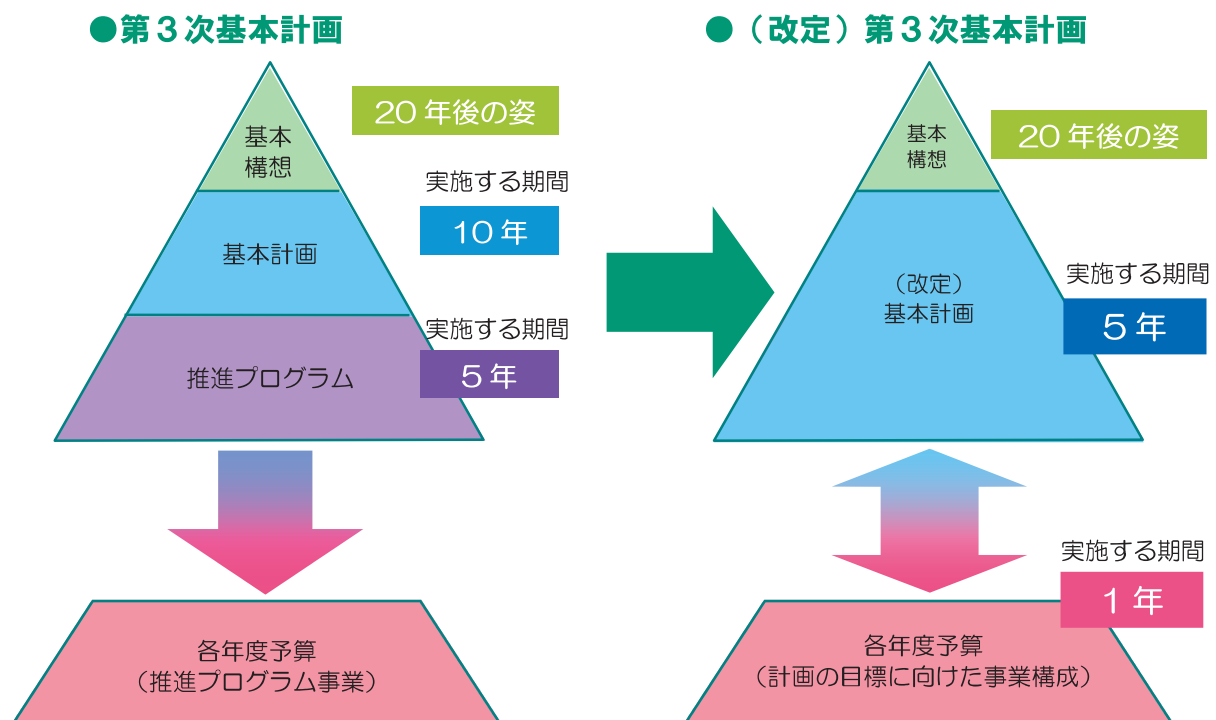 ●第3次基本計画
20年後の姿
基本
構想
実施する期間
10年
基本計画
実施する期間
5年
推進プログラム
各年度予算
（推進プログラム事業）
●（改定）第3次基本計画
20年後の姿
基本
構想
実施する期間
5年
（改定）
基本計画
実施する期間
1年
各年度予算
（計画の目標に向けた事業構成）